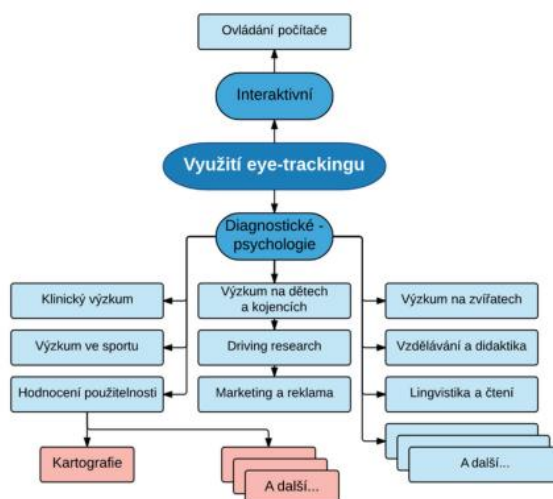 Ovládání počítače
Interaktivní
Využití eye-trackingu
Diagnostické -
psychologie
Klinický výzkum
Výzkum na dětech
a kojencích
Výzkum na zvířatech
Výzkum ve sportu
Driving research
Vzdělávání a didaktika
Hodnocení použitelnosti
Marketing a reklama
Lingvistika a čtení
Kartografie
A další...
A další...